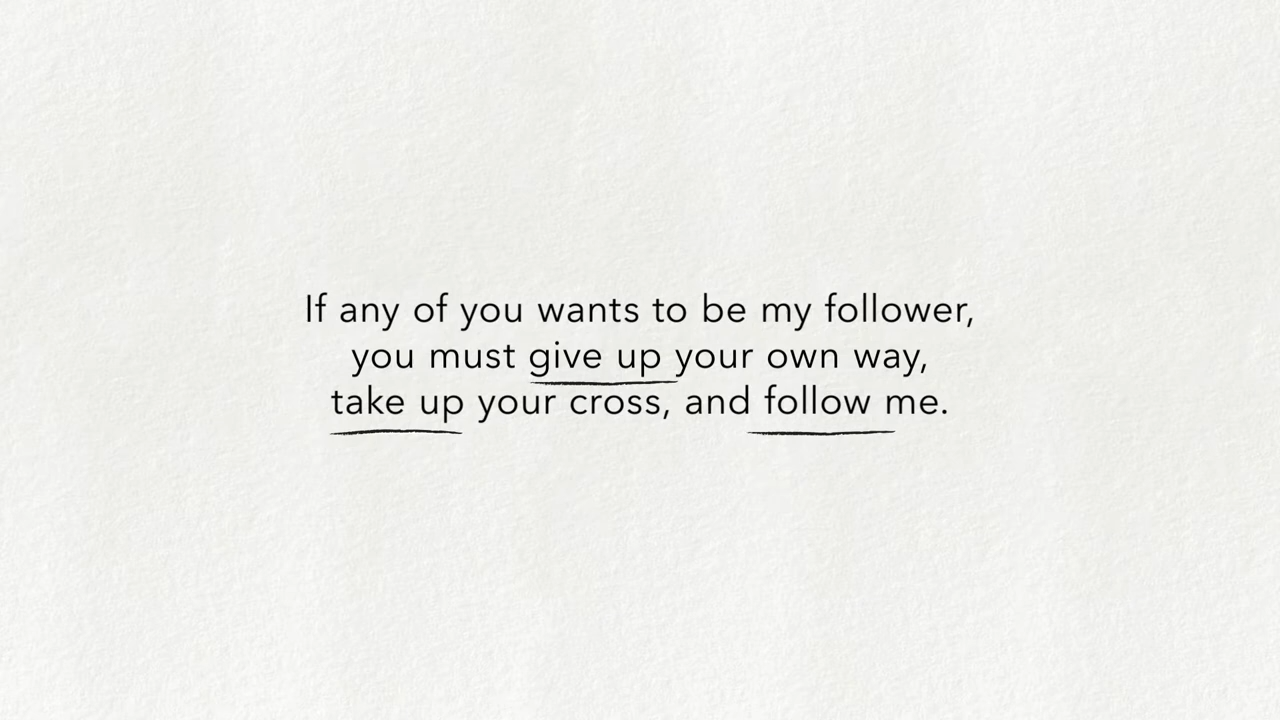 If any of you wants to be my follower,
you must give up your own way,
take up your cross, and follow me.